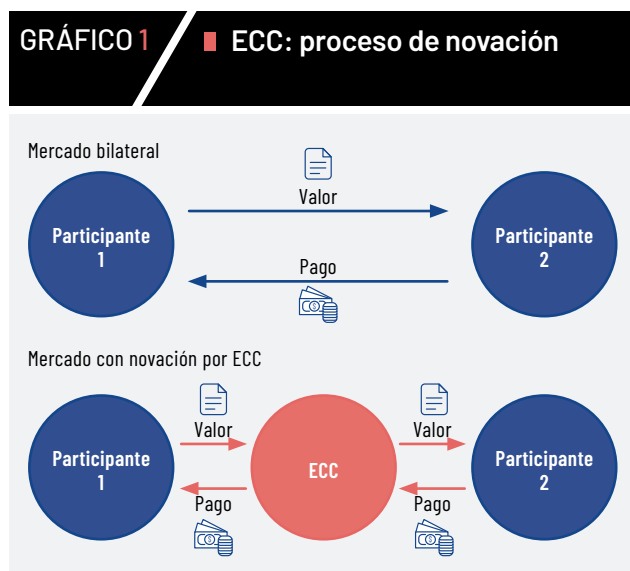 GRÁFICO 1
ECC: proceso de novación
Mercado bilateral
Valor
Participante
1
Participante
2
Pago
Mercado con novación por ECC
Valor
Valor
Participante
1
ECC
Participante
2
Pago
Pago